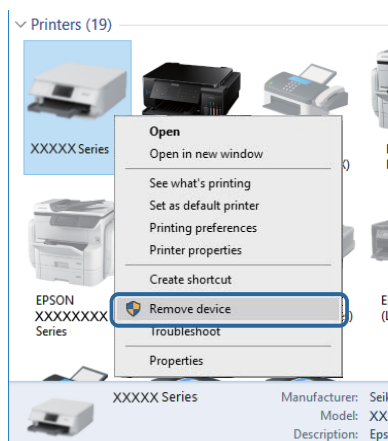 Printers (19)
XXXXX Series
Open
Open in new window
See what's printing
Set as default printer
Printing preferences
Printer properties
Create shortcut
Remove device
Troubleshoot
Properties
EPSON
XXXXXXXX
Series
XXXXX Series
Manufacturer:
Model: XX
Description: